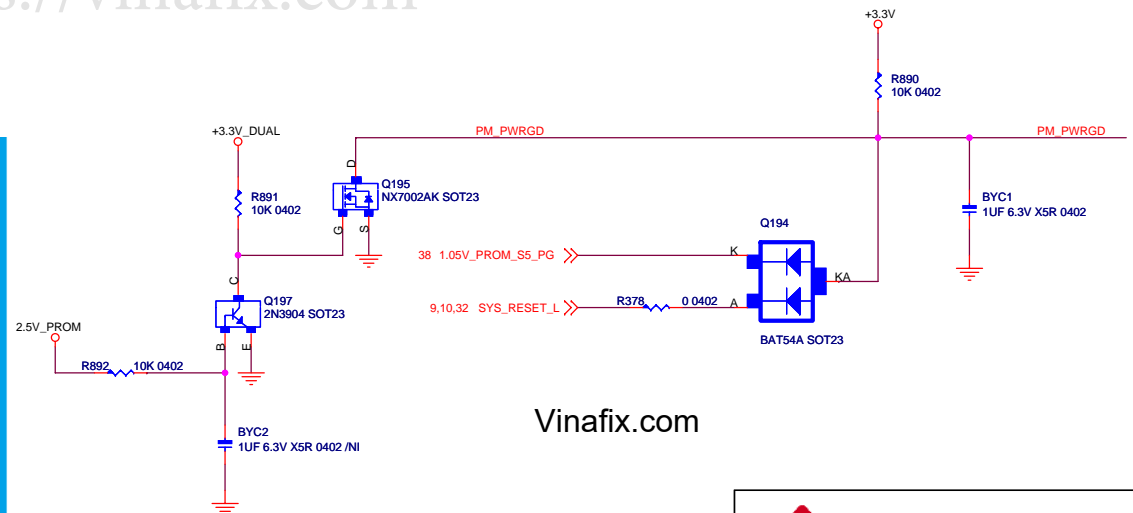 s://vinafix.com
+3.3V
R890
10K 0402
+3.3V_DUAL
PM_PWRGD
PM_PWRGD
D
Q195
NX7002AK SOT23
R891
10K 0402
G
S
BYC1
1UF 6.3V X5R 0402
Q194
38 1.05V_PROM_S5_PG
K
KA
C
Q197
2N3904 SOT23
9,10,32 SYS_RESET_L
R378
0 0402
A
2.5V_PROM
B
E
BAT54A SOT23
R892
10K 0402
Vinafix.com
BYC2
1UF 6.3V X5R 0402 /NI